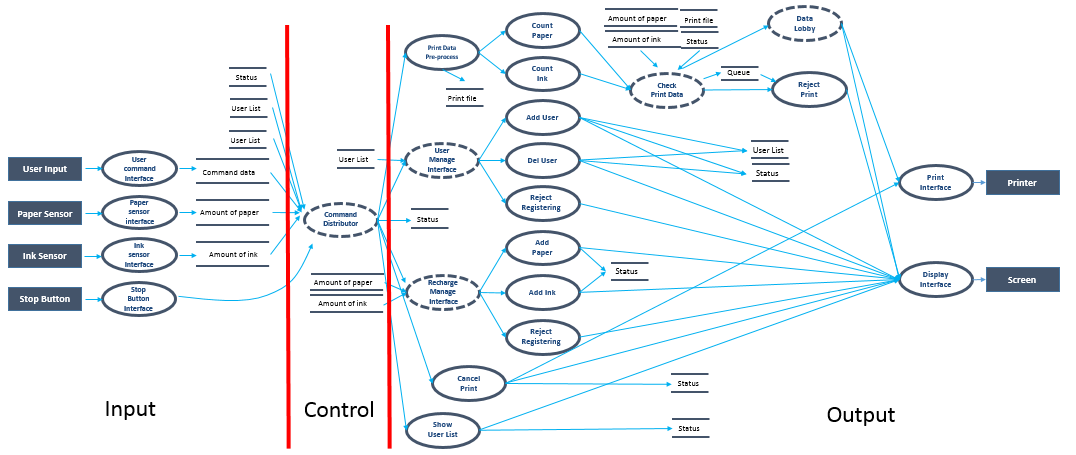 User Input
Paper Sensor
Ink Sensor
Stop Button
User
command
Interface
Paper
sensor
interface
Ink
sensor
Interface
Stop
Button
Interface
Status
User List
User List
Command data
Amount of paper
Amount of ink
Input
Command
Distributor
User List
Amount of paper
Amount of ink
Control
Print Data
Pre-process
Print file
User
Manage
Interface
Status
Recharge
Manage
Interface
Cancel
Print
Show
User List
Count
Paper
Count
Ink
Add User
Del User
Reject
Registering
Add
Paper
Add Ink
Reject
Registering
Amount of paper
Print file
Amount of ink
Status
Check
Print Data
Queue
Data
Lobby
Reject
Print
User List
Status
Status
Status
Status
Print
Interface
Printer
Display
Interface
Screen
Output